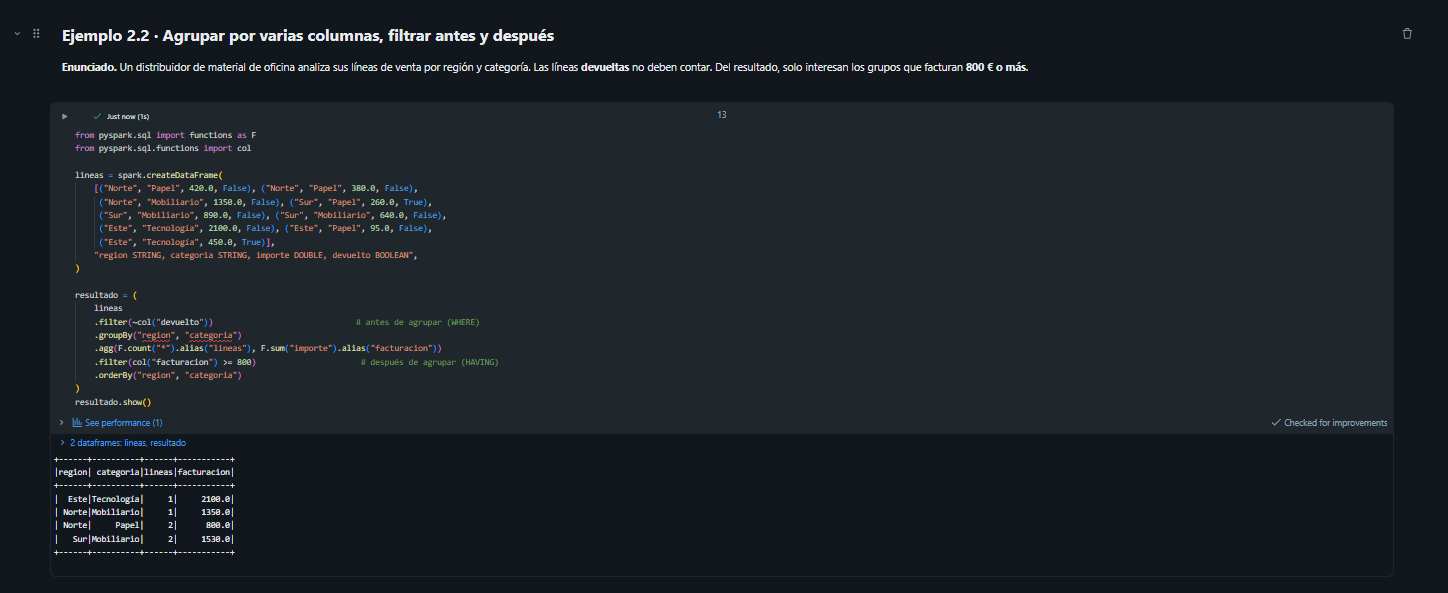 Ejemplo 2.2 · Agrupar por varias columnas, filtrar antes y después
Enunciado. Un distribuidor de material de oficina analiza sus líneas de venta por región y categoría. Las líneas devueltas no deben contar. Del resultado, solo interesan los grupos que facturan 800 € o más.
Just now (1s)
13
from pyspark.sql import functions as F
from pyspark.sql.functions import col
lineas = spark.createDataFrame(
[("Norte", "Papel", 420.0, False), ("Norte", "Papel", 380.0, False),
("Norte", "Mobiliario", 1350.0, False), ("Sur", "Papel", 260.0, True),
("Sur", "Mobiliario", 890.0, False), ("Sur", "Mobiliario", 640.0, False),
("Este", "Tecnología", 2100.0, False), ("Este", "Papel", 95.0, False),
("Este", "Tecnología", 450.0, True)],
"region STRING, categoria STRING, importe DOUBLE, devuelto BOOLEAN",
)
resultado = (
lineas
.filter(~col("devuelto")) # antes de agrupar (WHERE)
.groupBy("region", "categoria")
.agg(F.count("*").alias("lineas"), F.sum("importe").alias("facturacion"))
.filter(col("facturacion") >= 800) # después de agrupar (HAVING)
.orderBy("region", "categoria")
)
resultado.show()
See performance (1)
Checked for improvements
2 dataframes: lineas, resultado
+------+----------+------+-----------+
|region| categoria|lineas|facturacion|
+------+----------+------+-----------+
|  Este|Tecnología|     1|     2100.0|
| Norte|Mobiliario|     1|     1350.0|
| Norte|     Papel|     2|      800.0|
|   Sur|Mobiliario|     2|     1530.0|
+------+----------+------+-----------+